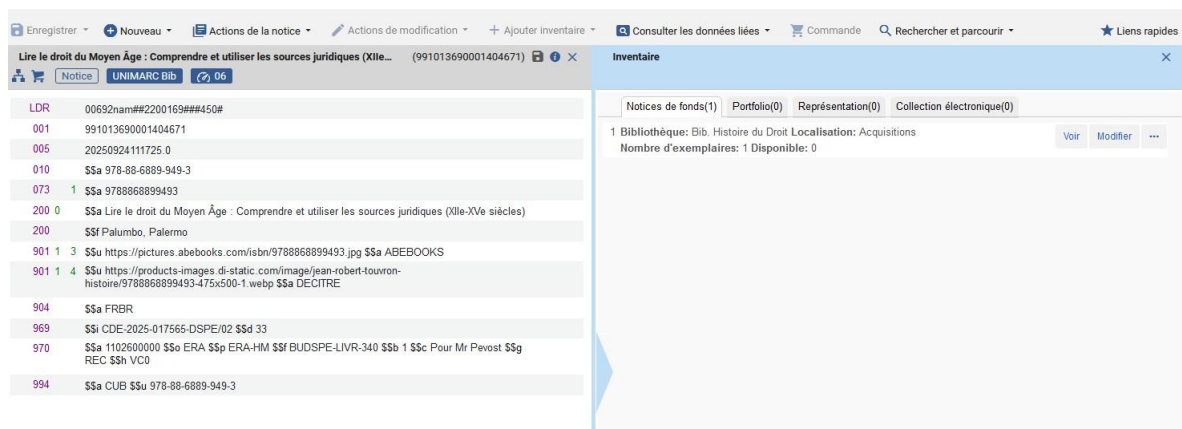 Enregistrer Nouveau Actions de la notice Actions de modification Ajouter inventaire Consulter les données liées Commande Rechercher et parcourir Liens rapides
Lire le droit du Moyen Âge : Comprendre et utiliser les sources juridiques (XIIe... (991013690001404671)
Notice UNIMARC Bib 06
LDR 00692nam##2200169###450#
001 991013690001404671
005 20250924111725.0
010 $$a 978-88-6889-949-3
073 1 $$a 9788868899493
200 0 $$a Lire le droit du Moyen Âge : Comprendre et utiliser les sources juridiques (XIIe-XVe siècles)
200 $$f Palumbo, Palermo
901 1 3 $$u https://pictures.abebooks.com/isbn/9788868899493.jpg $$a ABEBOOKS
901 1 4 $$u https://products-images.di-static.com/image/jean-robert-touvron-
histoire/9788868899493-475x500-1.webp $$a DECITRE
904 $$a FRBR
969 $$i CDE-2025-017565-DSPE/02 $$d 33
970 $$a 1102600000 $$o ERA $$p ERA-HM $$f BUDSPE-LIVR-340 $$b 1 $$c Pour Mr Pevost $$g
REC $$h VC0
994 $$a CUB $$u 978-88-6889-949-3
Inventaire
Notices de fonds(1) Portfolio(0) Représentation(0) Collection électronique(0)
1 Bibliothèque: Bib. Histoire du Droit Localisation: Acquisitions
Nombre d'exemplaires: 1 Disponible: 0
Voir Modifier ...